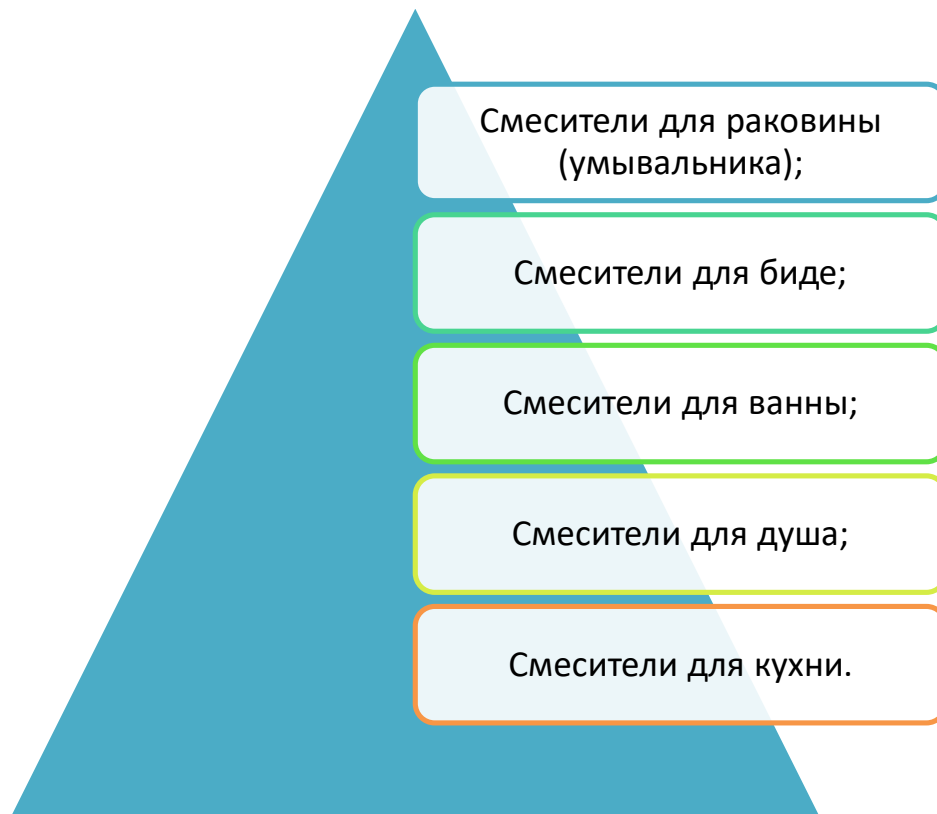 Смесители для раковины
(умывальника);
Смесители для биде;
Смесители для ванны;
Смесители для душа;
Смесители для кухни.